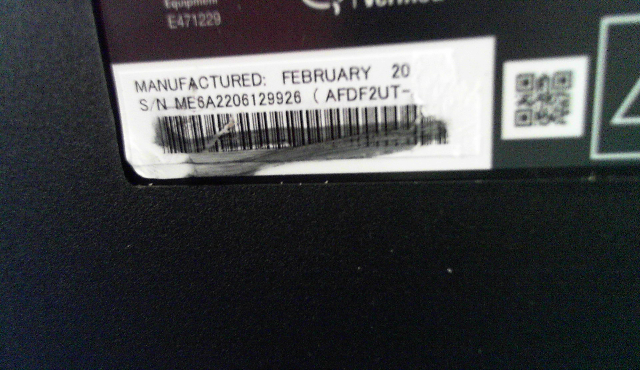 Equipment
E471229
MANUFACTURED: FEBRUARY 20
S/N ME6A2206129926 ( AFDF2UT-